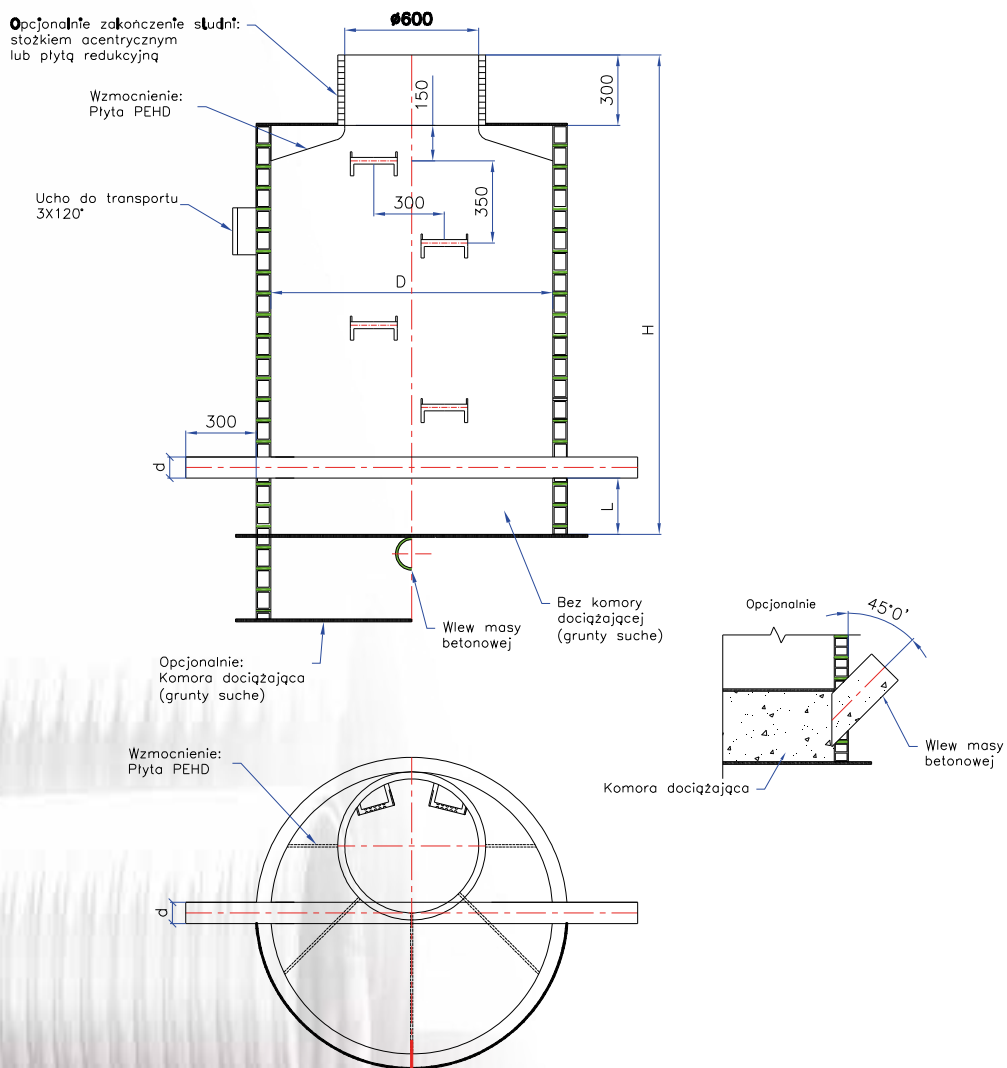 Opcjonalnie zakończenie studni:
stożkiem acentrycznym
lub płytą redukcyjną
ø600
300
150
Wzmocnienie:
Płyta PEHD
Ucho do transportu
3X120°
300
350
D
H
300
d
L
Bez komory
dociążającej
(grunty suche)
Wlew masy
betonowej
Opcjonalnie:
Komora dociążająca
(grunty suche)
Opcjonalnie
45°0'
Wlew masy
betonowej
Komora dociążająca
Wzmocnienie:
Płyta PEHD
d